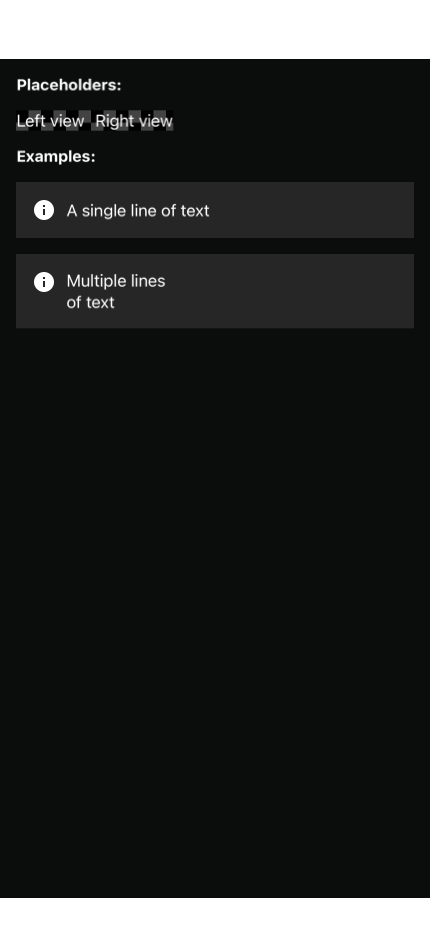 Placeholders:
Left view Right view
Examples:
A single line of text
Multiple lines
of text